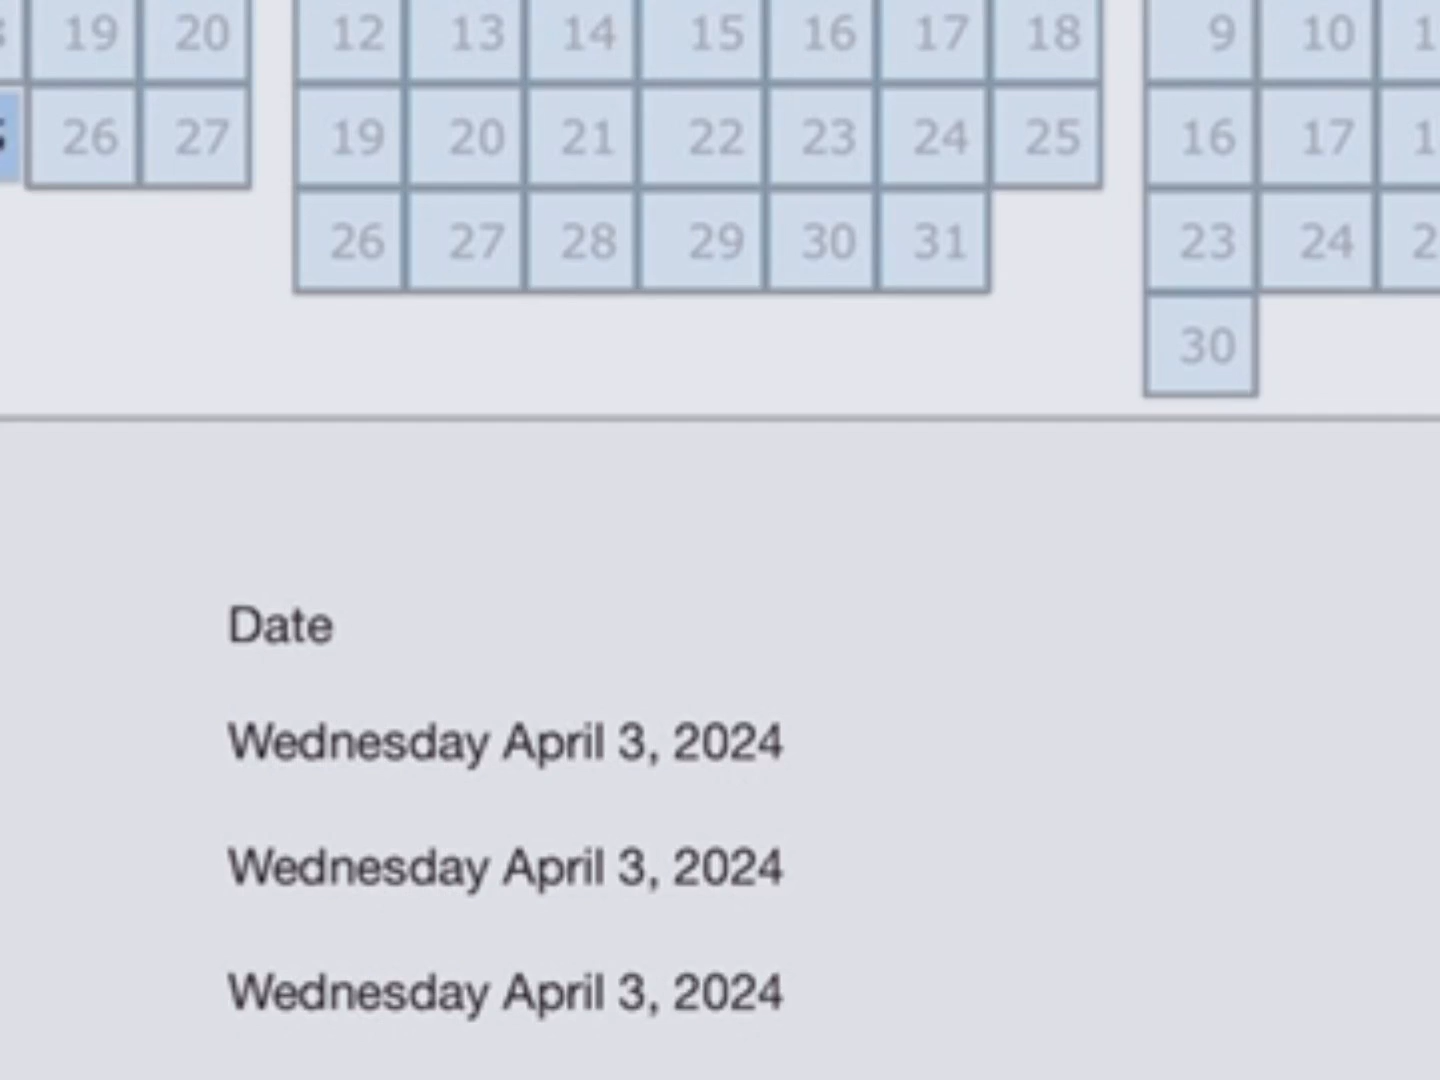 19 20 12 13 14 15 16 17 18 9 10
26 27 19 20 21 22 23 24 25 16 17
26 27 28 29 30 31 23 24
30
Date
Wednesday April 3, 2024
Wednesday April 3, 2024
Wednesday April 3, 2024